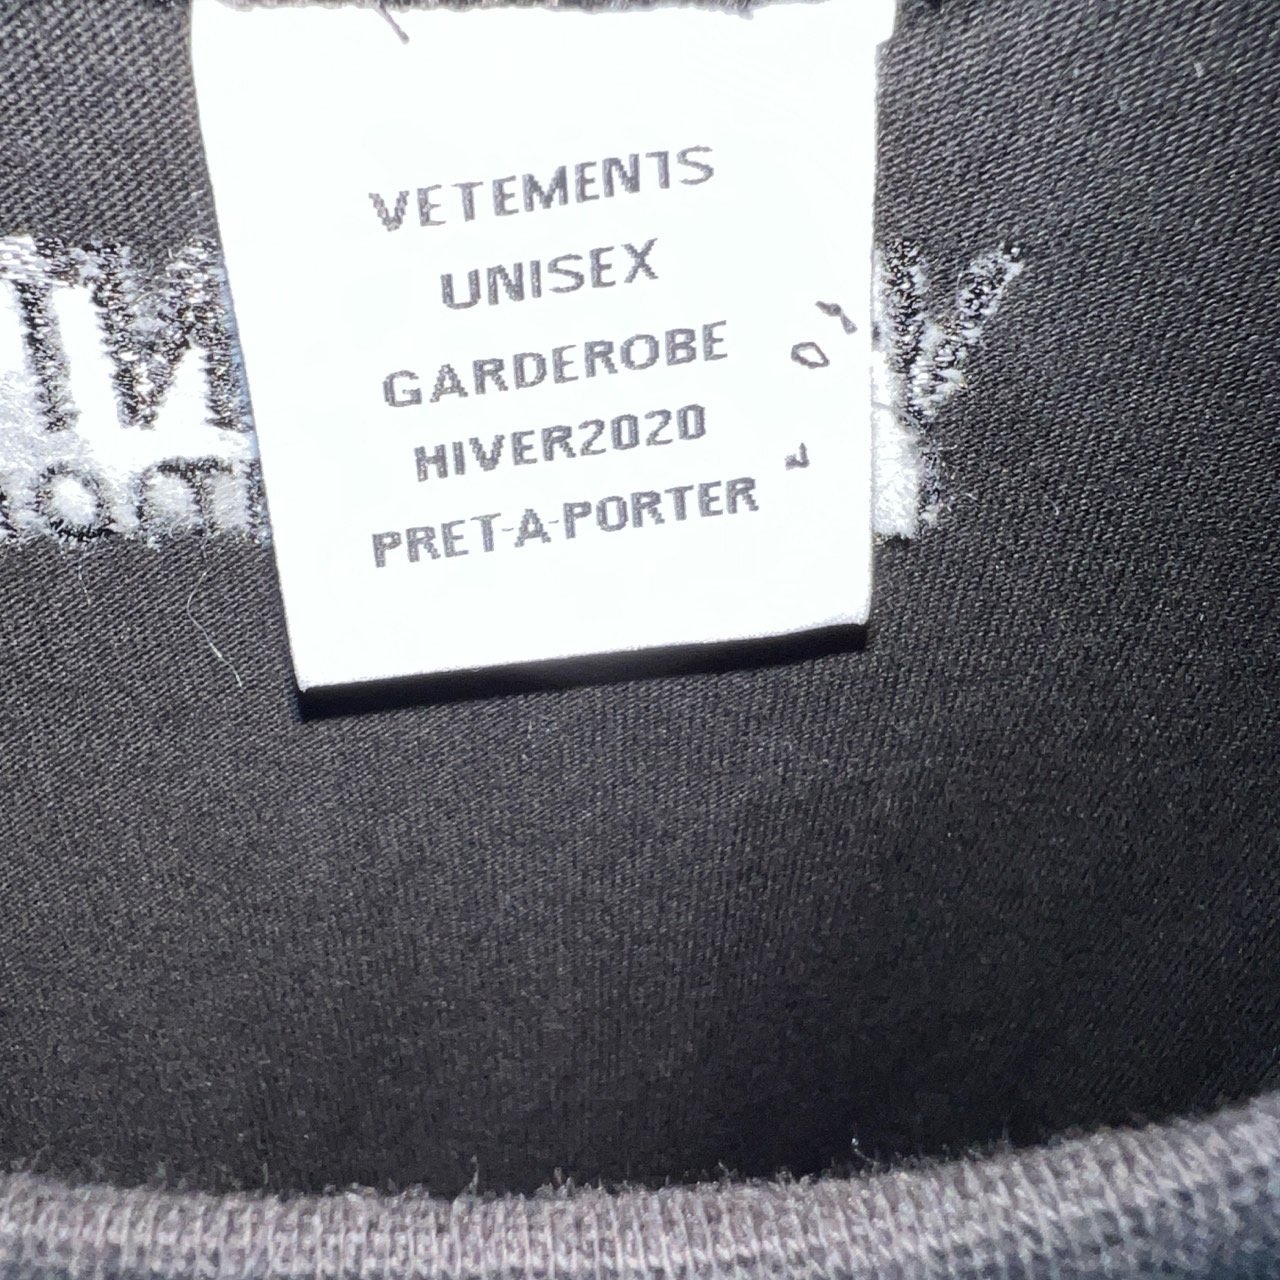 VETEMENTS
UNISEX
GARDEROBE
HIVER2020
PRET-A-PORTER